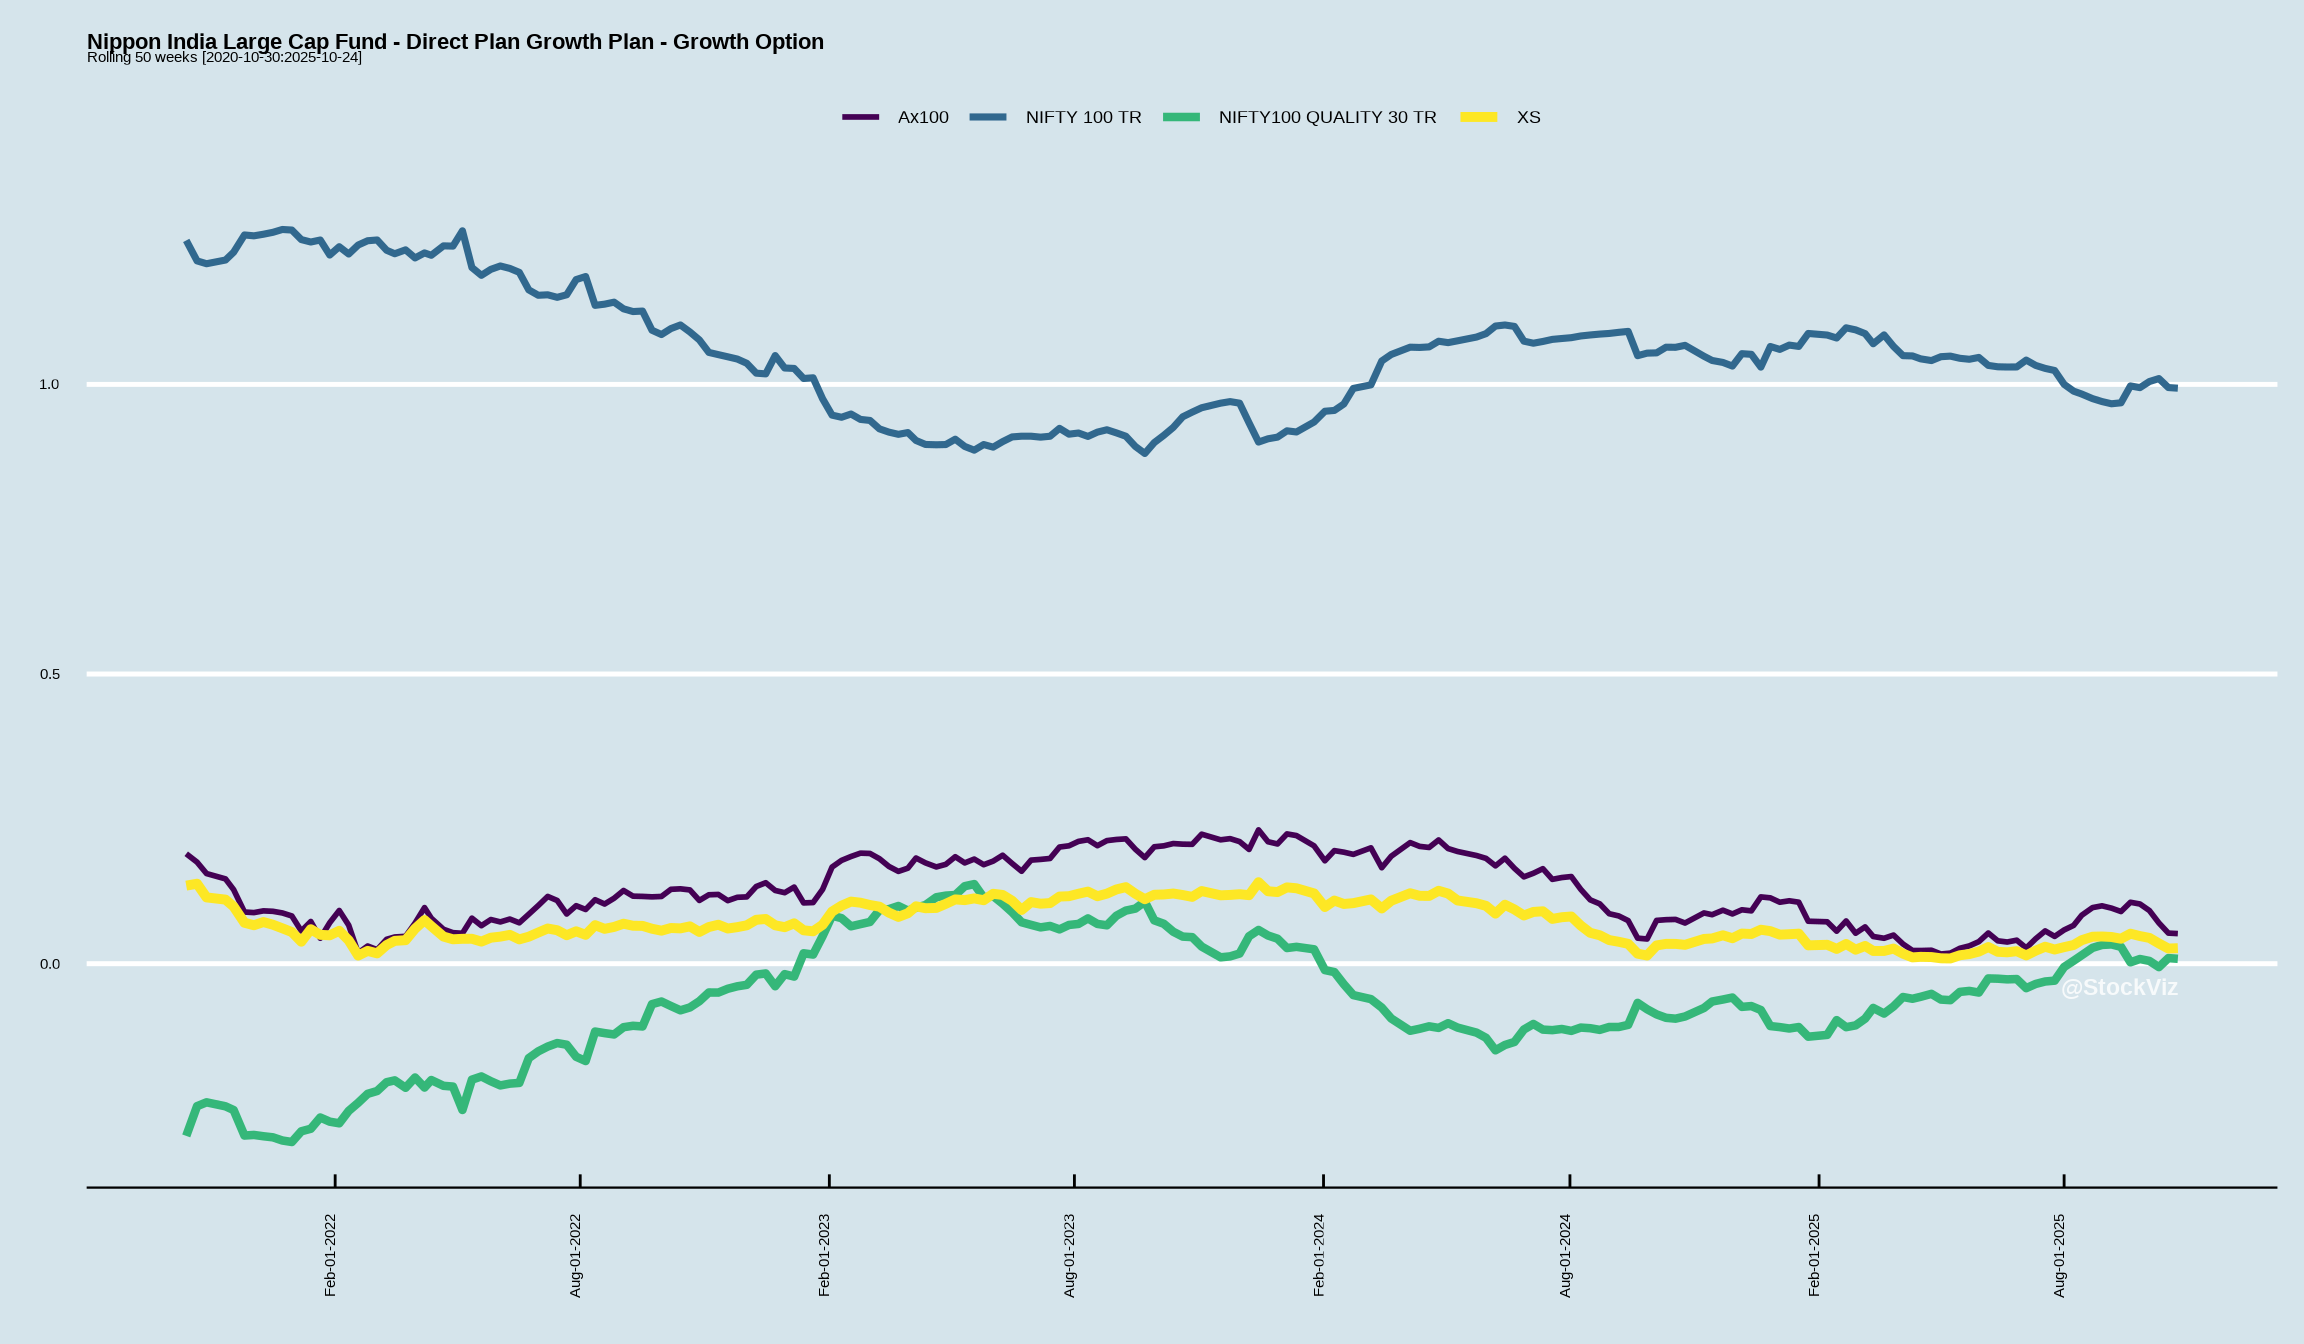 Nippon India Large Cap Fund - Direct Plan Growth Plan - Growth Option
Rolling 50 weeks [2020-10-30:2025-10-24]
Ax100 NIFTY 100 TR NIFTY100 QUALITY 30 TR XS
1.0
0.5
0.0
@StockViz
Feb-01-2022 Aug-01-2022 Feb-01-2023 Aug-01-2023 Feb-01-2024 Aug-01-2024 Feb-01-2025 Aug-01-2025